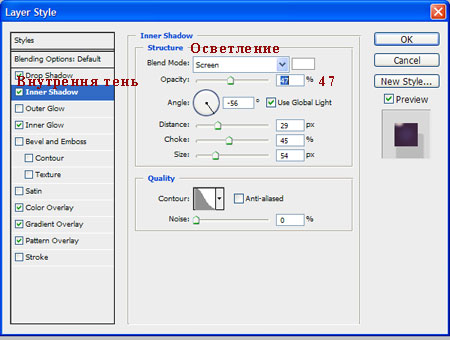 Layer Style
Styles
Blending Options: Default
Drop Shadow
Внутрення тень
Inner Shadow
Outer Glow
Inner Glow
Bevel and Emboss
Contour
Texture
Satin
Color Overlay
Gradient Overlay
Pattern Overlay
Stroke
Inner Shadow
Structure Осветление
Blend Mode: Screen
Opacity: 47 % 47
Angle: -56 ° Use Global Light
Distance: 29 px
Choke: 45 %
Size: 54 px
Quality
Contour: Anti-aliased
Noise: 0 %
OK
Cancel
New Style...
Preview